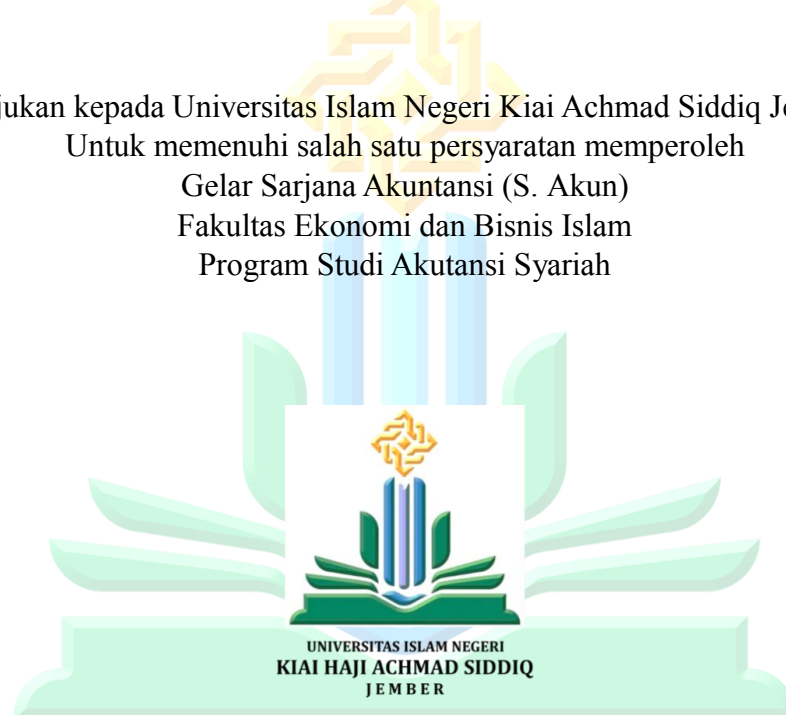 jukan kepada Universitas Islam Negeri Kiai Achmad Siddiq Je
Untuk memenuhi salah satu persyaratan memperoleh
Gelar Sarjana Akuntansi (S. Akun)
Fakultas Ekonomi dan Bisnis Islam
Program Studi Akutansi Syariah
UNIVERSITAS ISLAM NEGERI
KIAI HAJI ACHMAD SIDDIQ
JEMBER